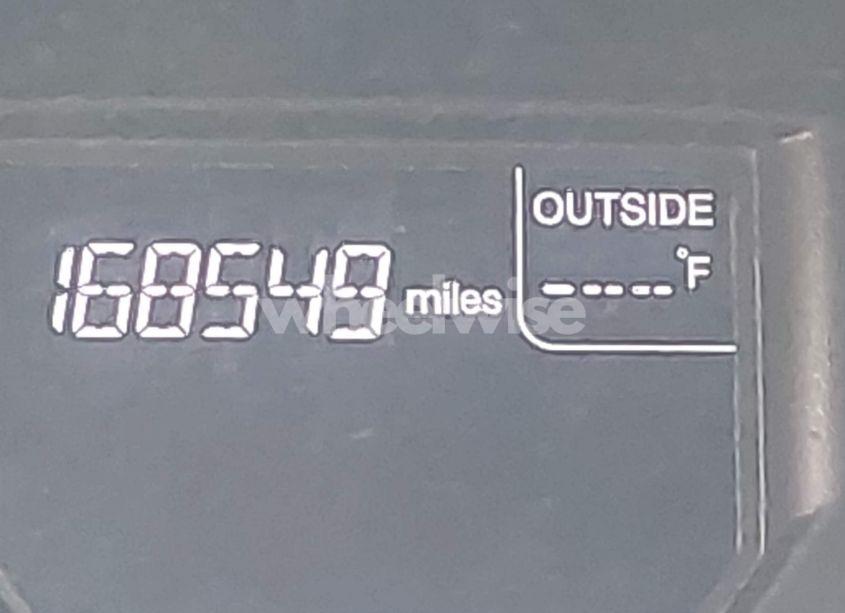 OUTSIDE
168549 miles
----°F
wheelwise